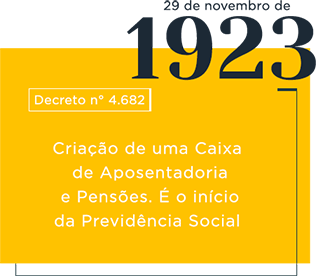 29 de novembro de
1923
Decreto n° 4.682
Criação de uma Caixa
de Aposentadoria
e Pensões. É o início
da Previdência Social